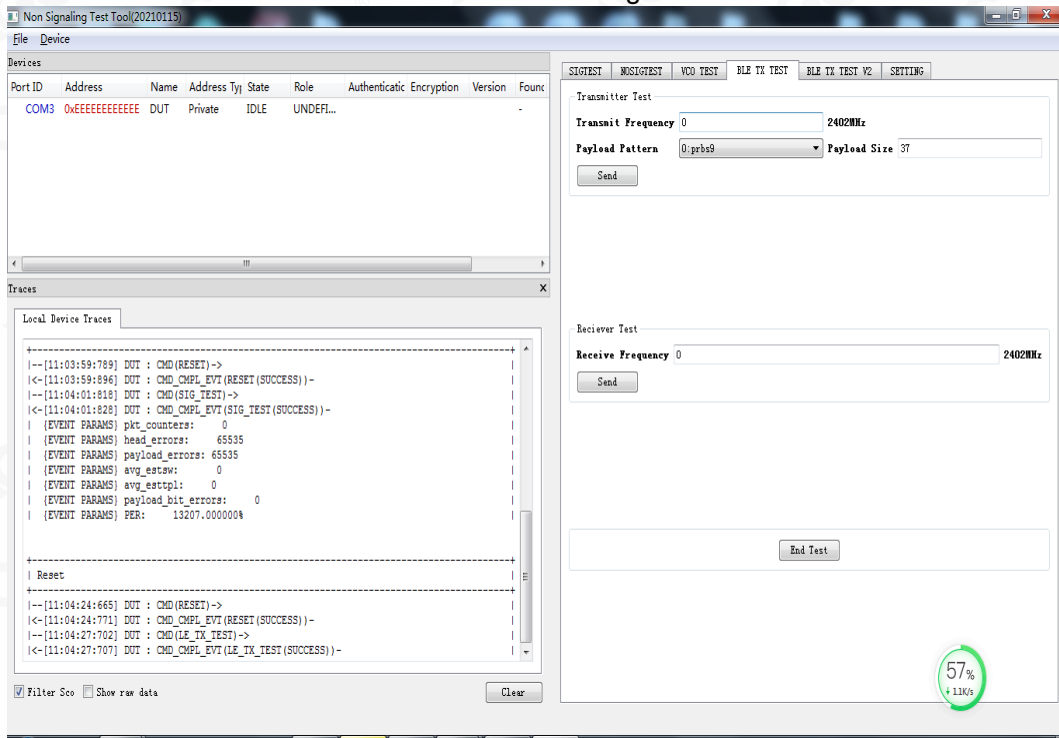 Non Signaling Test Tool(20210115)
File Device
Devices
Port ID Address Name Address Ty State Role Authentic Encryption Version Found
COM3 0xEEEEEEEEEEEE DUT Private IDLE UNDEFI... -
Traces
Local Device Traces
+-----------------------------------------------------------------------+
|--[11:03:59:789] DUT : CMD(RESET)-> |
|<-[11:03:59:896] DUT : CMD_CMPL_EVT(RESET(SUCCESS))- |
|--[11:04:01:818] DUT : CMD(SIG_TEST)-> |
|<-[11:04:01:828] DUT : CMD_CMPL_EVT(SIG_TEST(SUCCESS))- |
| {EVENT PARAMS} pkt_counters: 0 |
| {EVENT PARAMS} head_errors: 65535 |
| {EVENT PARAMS} payload_errors: 65535 |
| {EVENT PARAMS} avg_estsw: 0 |
| {EVENT PARAMS} avg_esttpl: 0 |
| {EVENT PARAMS} payload_bit_errors: 0 |
| {EVENT PARAMS} PER: 13207.000000% |
+-----------------------------------------------------------------------+
| Reset |
+-----------------------------------------------------------------------+
|--[11:04:24:665] DUT : CMD(RESET)-> |
|<-[11:04:24:771] DUT : CMD_CMPL_EVT(RESET(SUCCESS))- |
|--[11:04:27:702] DUT : CMD(LE_TX_TEST)-> |
|<-[11:04:27:707] DUT : CMD_CMPL_EVT(LE_TX_TEST(SUCCESS))- |
Filter Sco Show raw data Clear
SIGTEST NOSIGTEST VCO TEST BLE TX TEST BLE TX TEST V2 SETTING
Transmitter Test
Transmit Frequency 0 2402MHz
Payload Pattern 0:prbs9 Payload Size 37
Send
Reciever Test
Receive Frequency 0 2402MHz
Send
End Test
57%
1.1K/s